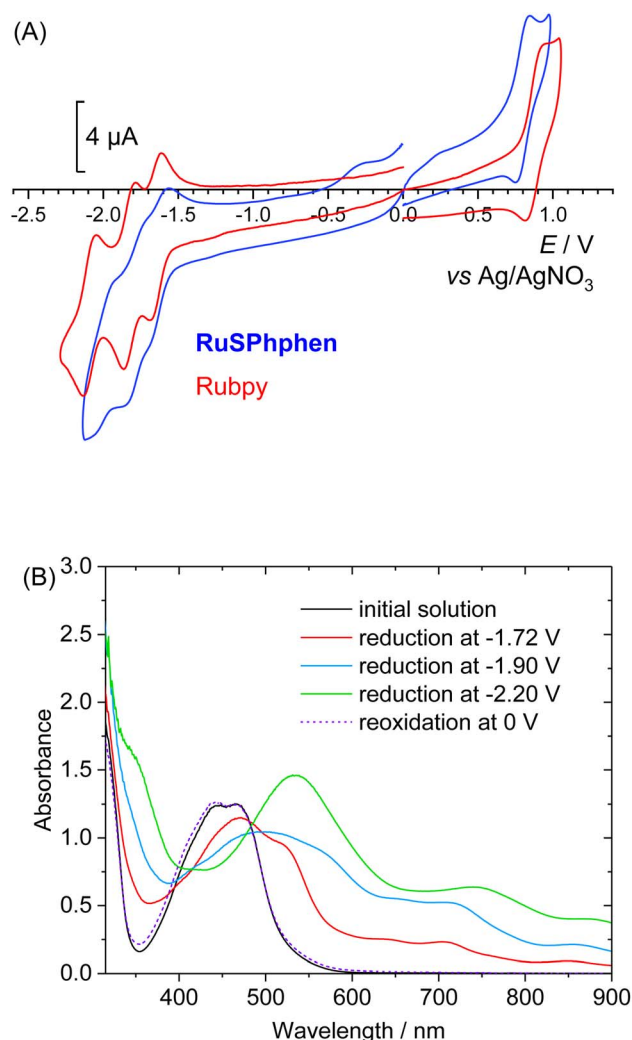 (A)
4 µA
-2.5 -2.0 -1.5 -1.0 -0.5 0.0 0.5 1.0
E / V
vs Ag/AgNO₃
RuSPhphen
Rubpy
(B)
3.0
2.5
2.0
1.5
1.0
0.5
0.0
Absorbance
initial solution
reduction at -1.72 V
reduction at -1.90 V
reduction at -2.20 V
reoxidation at 0 V
400 500 600 700 800 900
Wavelength / nm